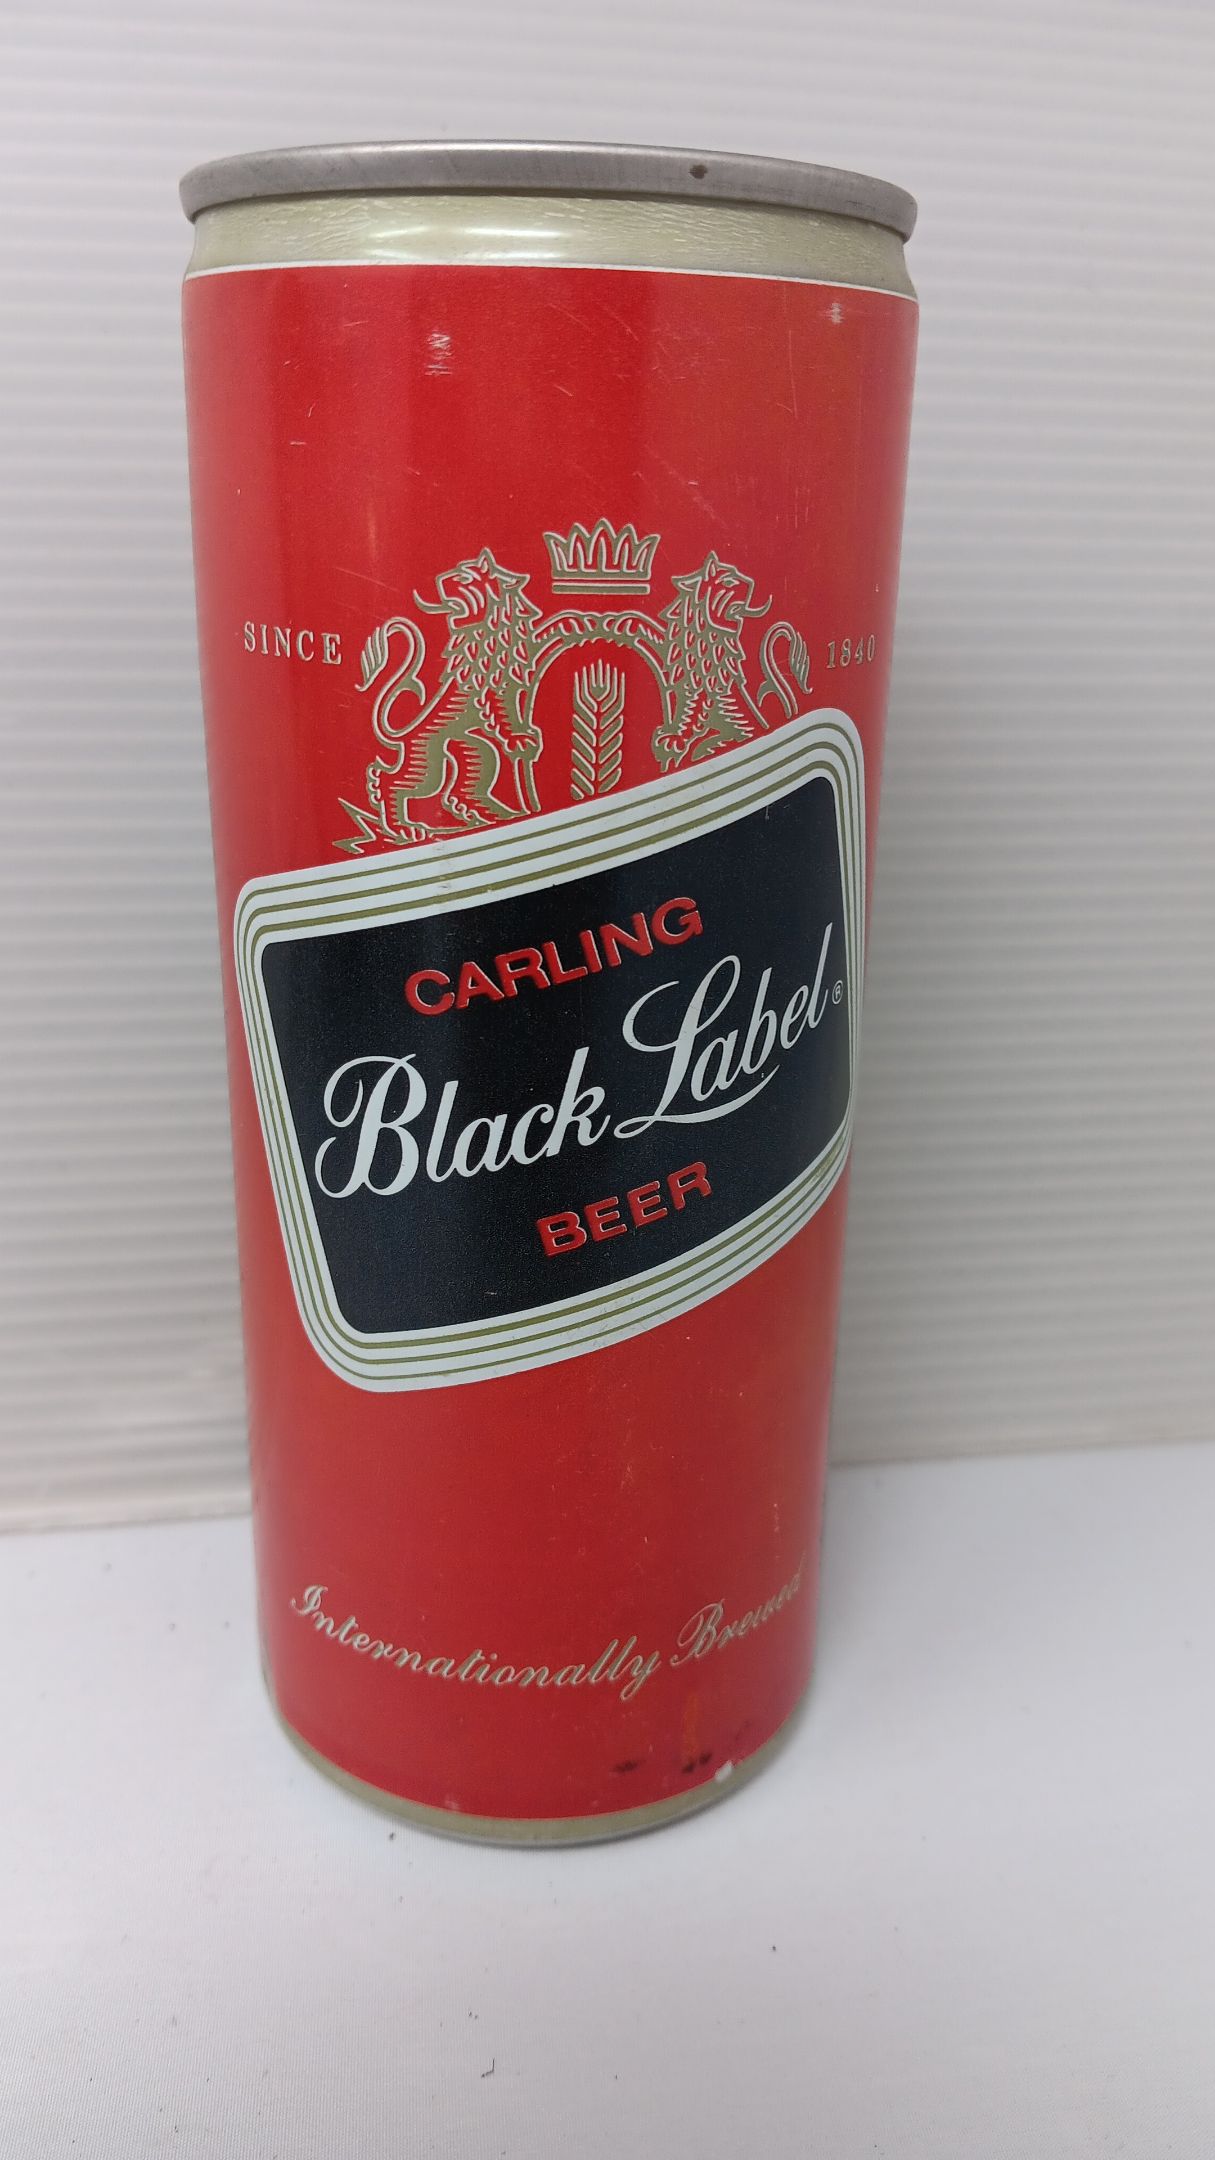 SINCE 1840
CARLING
Black Label®
BEER
Internationally Brewed